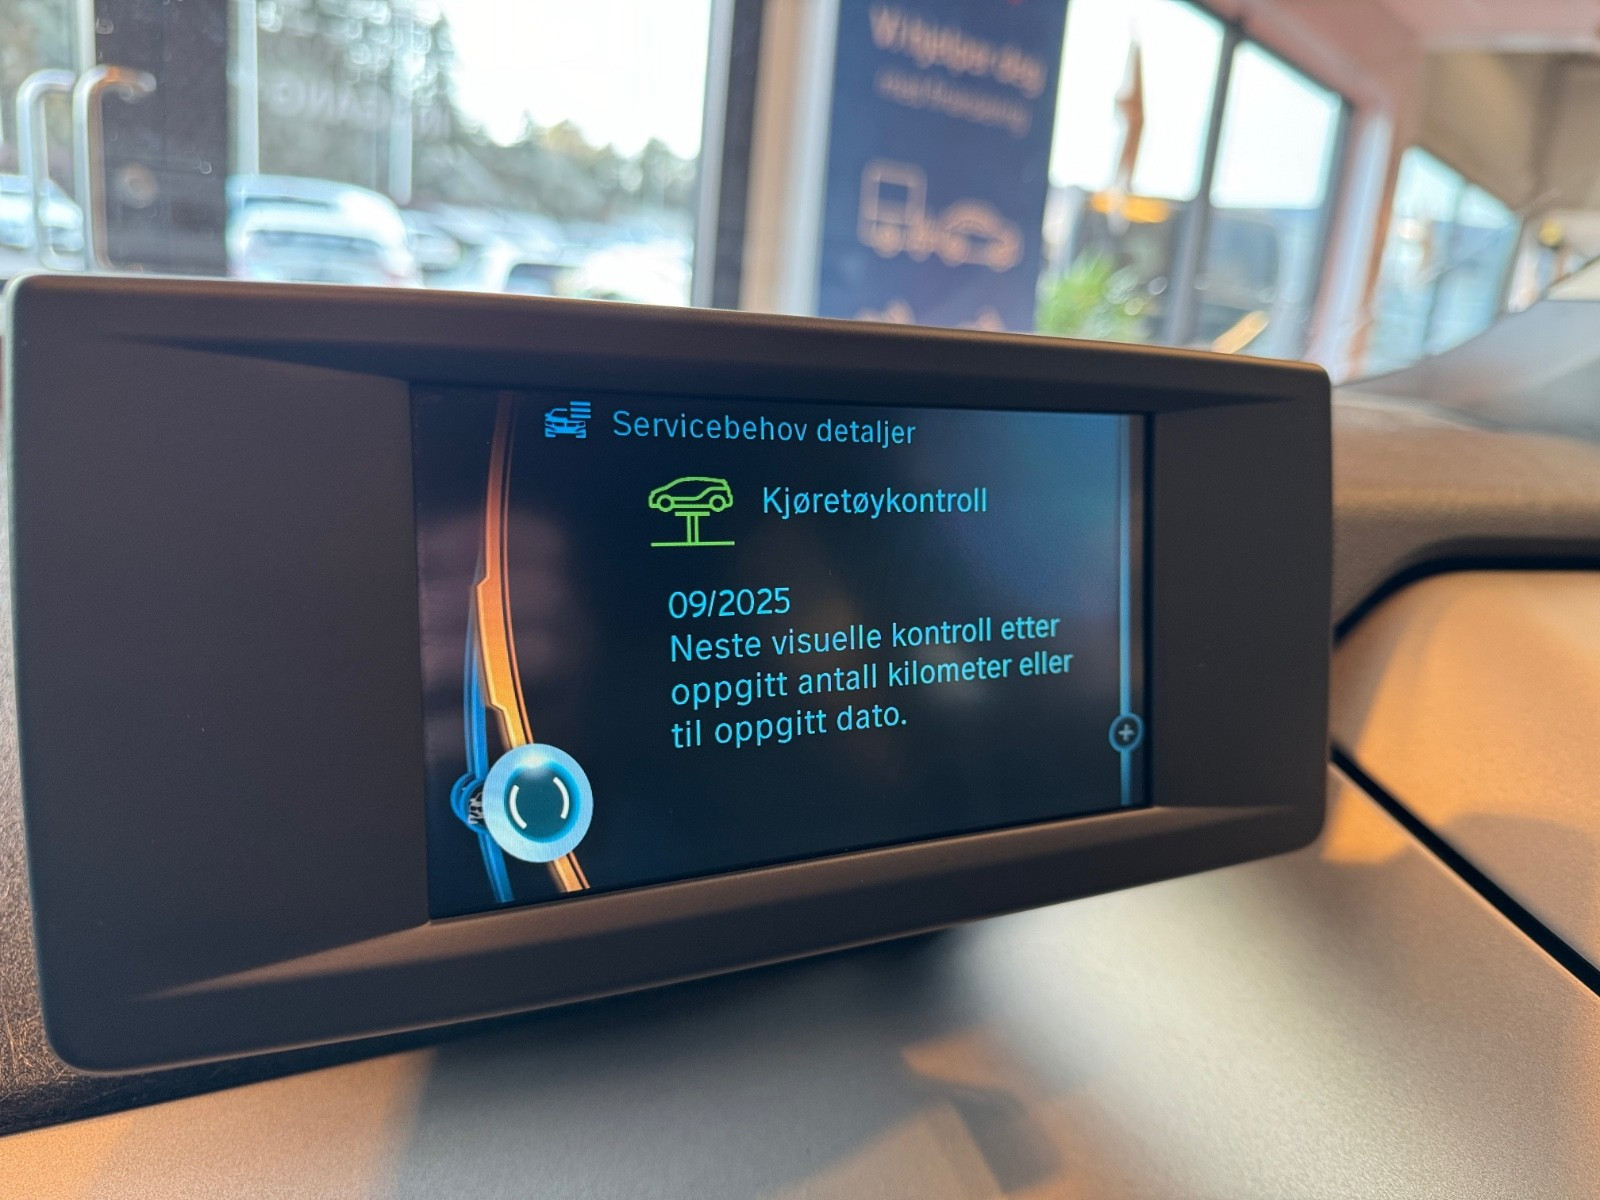 Servicebehov detaljer
Kjøretøykontroll
09/2025
Neste visuelle kontroll etter
oppgitt antall kilometer eller
til oppgitt dato.